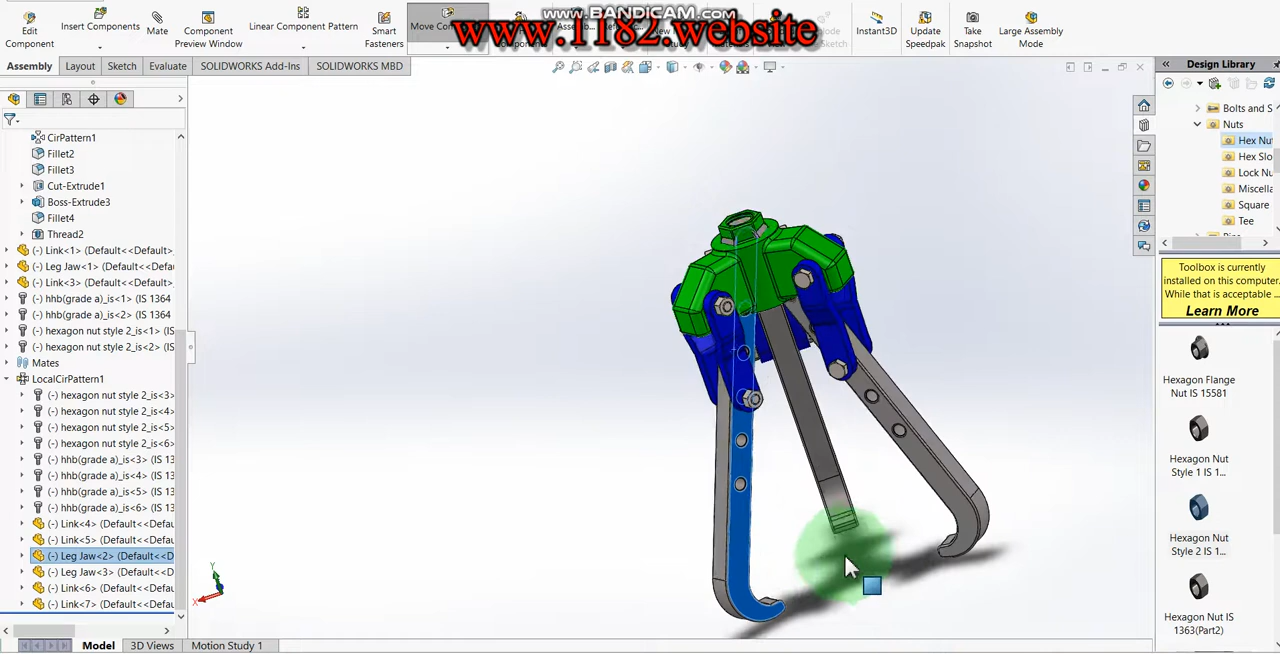 www.BANDICAM.com
www.1182.website
Edit Component
Insert Components
Mate
Component Preview Window
Linear Component Pattern
Smart Fasteners
Move Co
Instant3D
Update Speedpak
Take Snapshot
Large Assembly Mode
Assembly
Layout
Sketch
Evaluate
SOLIDWORKS Add-Ins
SOLIDWORKS MBD
Design Library
CirPattern1
Fillet2
Fillet3
Cut-Extrude1
Boss-Extrude3
Fillet4
Thread2
(-) Link<1> (Default<<Default>
(-) Leg Jaw<1> (Default<<Defa
(-) Link<3> (Default<<Default>
(-) hhb(grade a)_is<1> (IS 1364
(-) hhb(grade a)_is<2> (IS 1364
(-) hexagon nut style 2_is<1> (IS
(-) hexagon nut style 2_is<2> (IS
Mates
LocalCirPattern1
(-) hexagon nut style 2_is<3>
(-) hexagon nut style 2_is<4>
(-) hexagon nut style 2_is<5>
(-) hexagon nut style 2_is<6>
(-) hhb(grade a)_is<3> (IS 13
(-) hhb(grade a)_is<4> (IS 13
(-) hhb(grade a)_is<5> (IS 13
(-) hhb(grade a)_is<6> (IS 13
(-) Link<4> (Default<<Defau
(-) Link<5> (Default<<Defau
(-) Leg Jaw<2> (Default<<D
(-) Leg Jaw<3> (Default<<D
(-) Link<6> (Default<<Defau
(-) Link<7> (Default<<Defau
Y
X
Bolts and S
Nuts
Hex Nu
Hex Slo
Lock Nu
Miscella
Square
Tee
Toolbox is currently
installed on this computer.
While that is acceptable
Learn More
Hexagon Flange
Nut IS 15581
Hexagon Nut
Style 1 IS 1...
Hexagon Nut
Style 2 IS 1...
Hexagon Nut IS
1363(Part2)
Model
3D Views
Motion Study 1